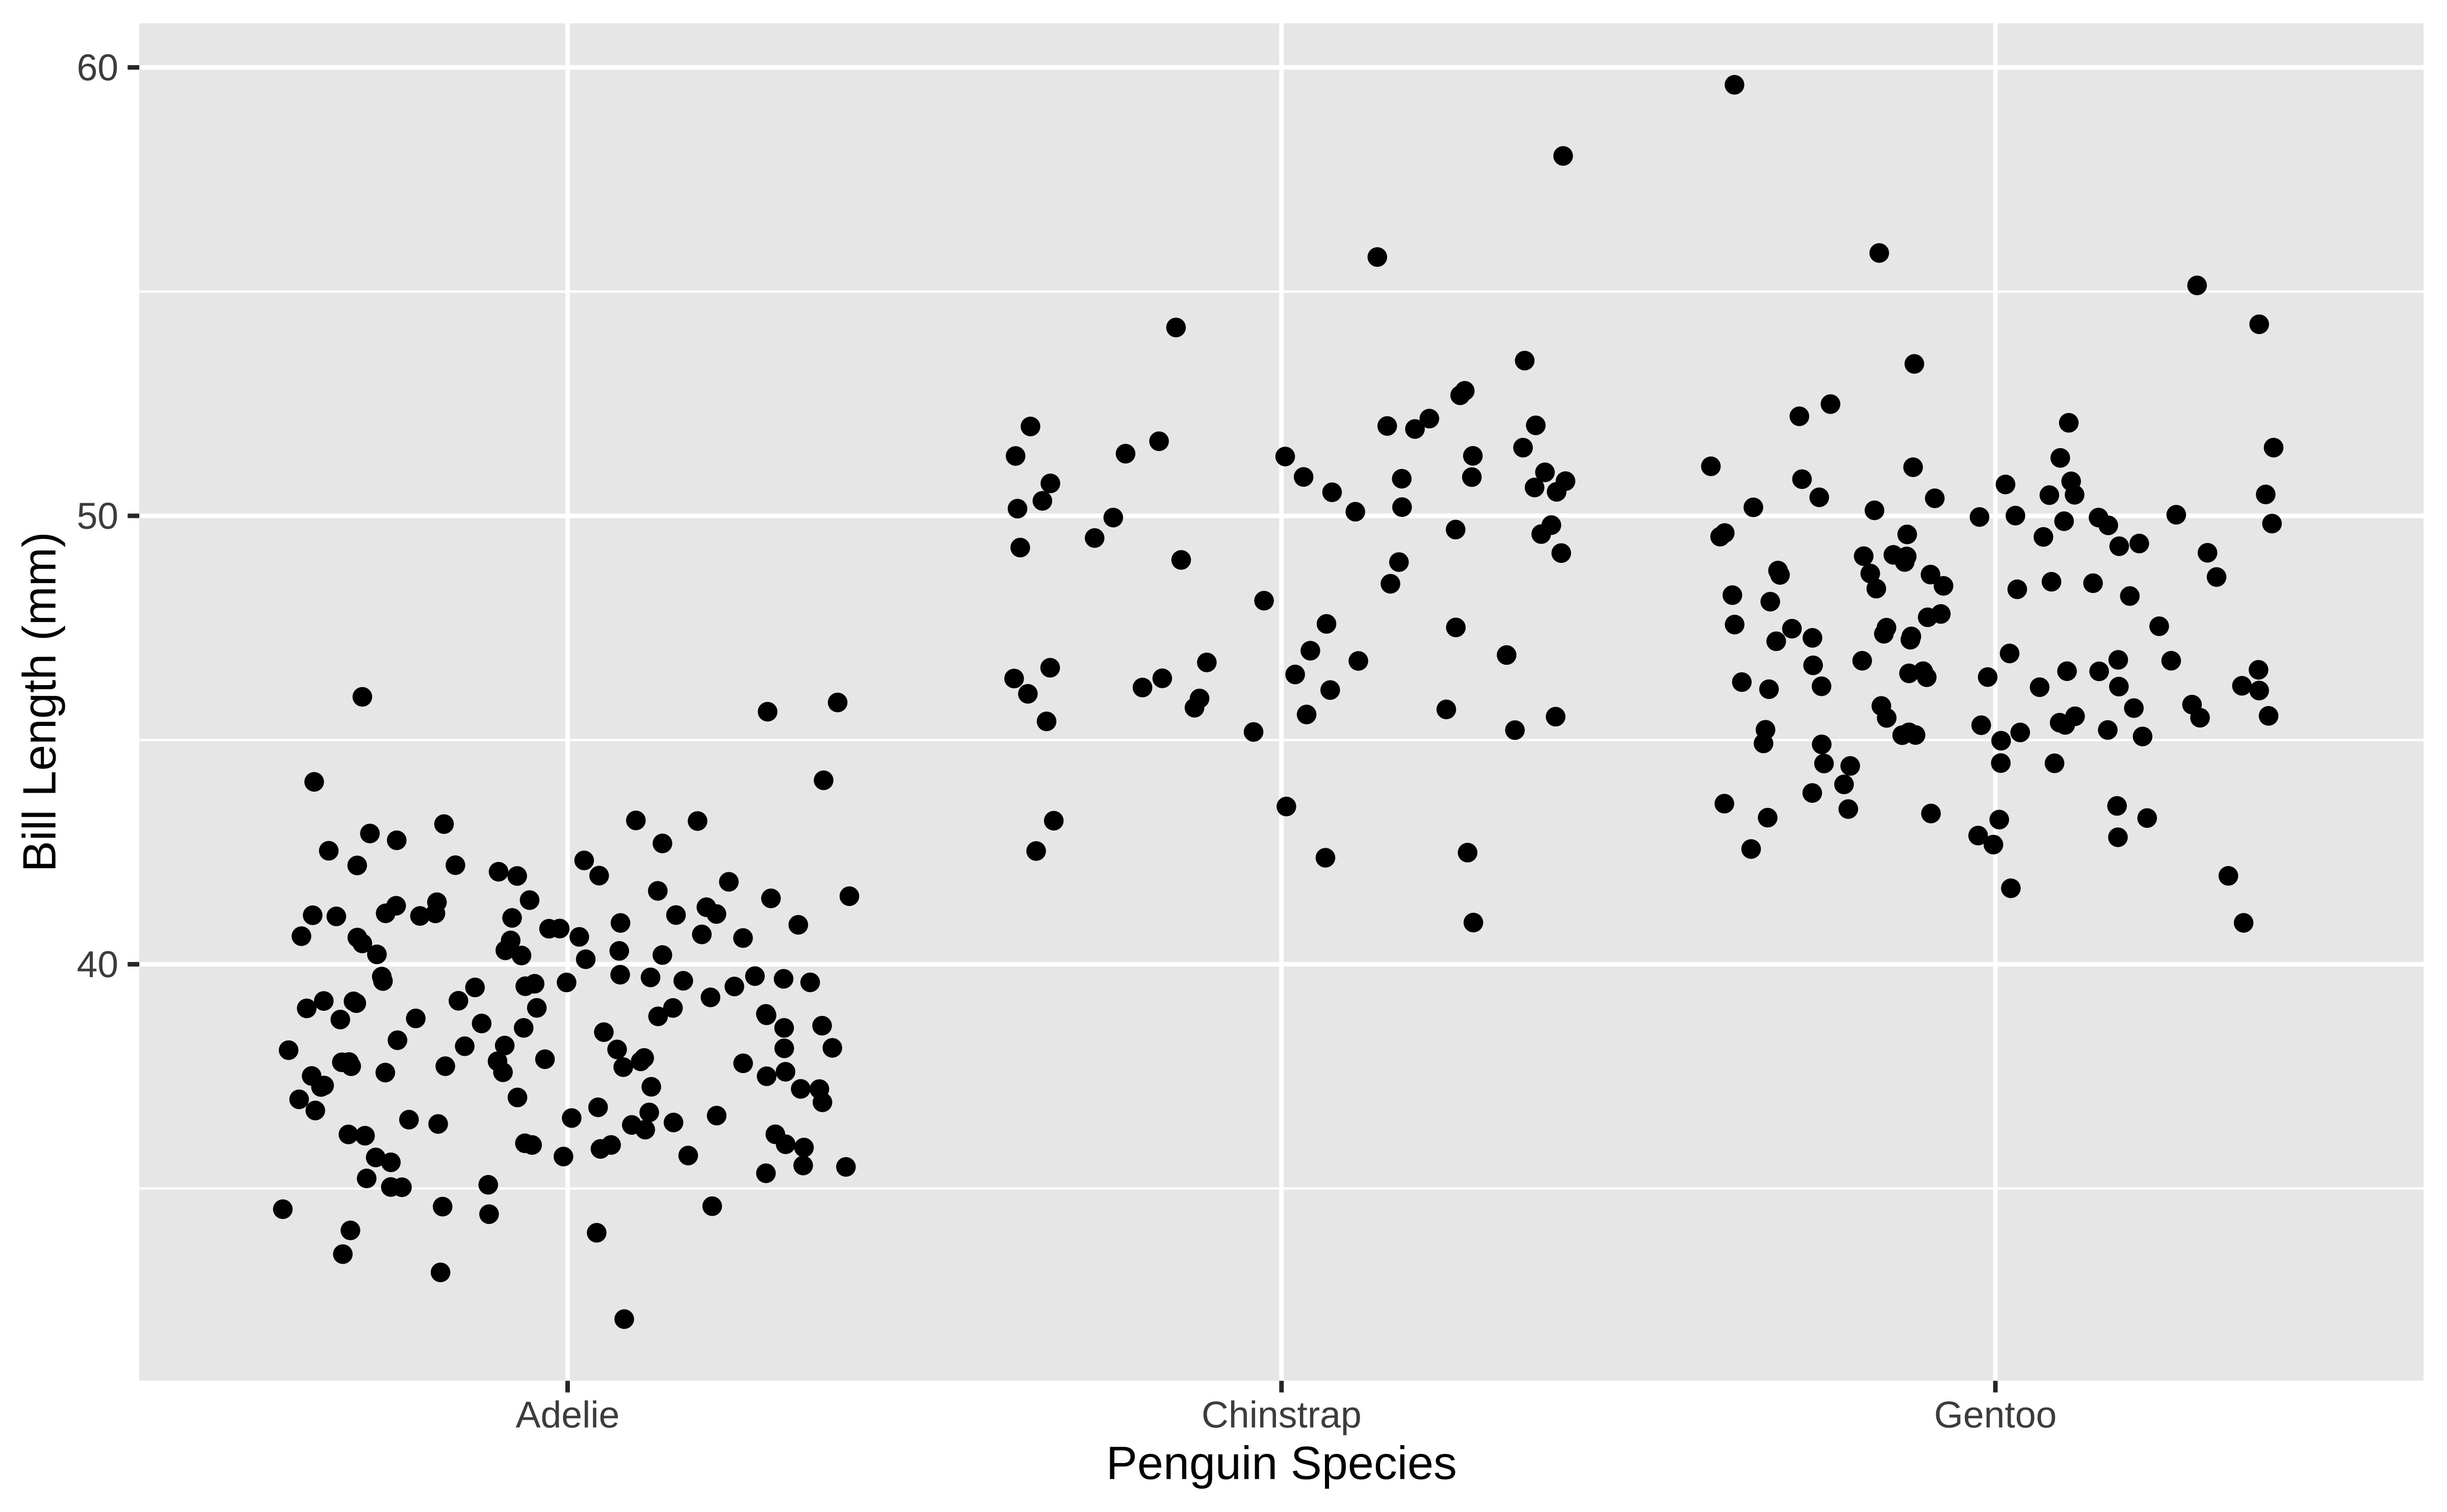 60
50
40
Bill Length (mm)
Adelie
Chinstrap
Gentoo
Penguin Species